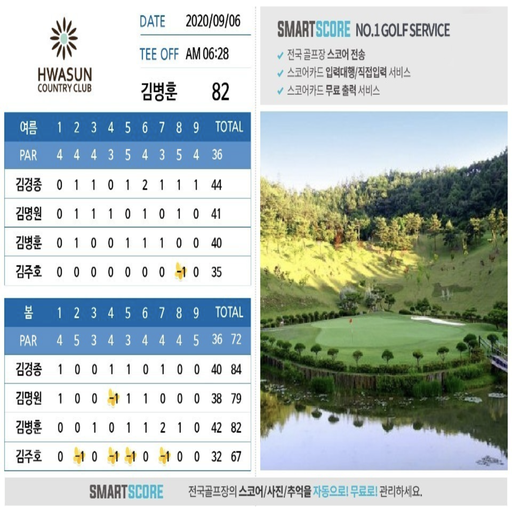 HWASUN
COUNTRY CLUB
DATE 2020/09/06
TEE OFF AM 06:28
김병훈 82
여름 1 2 3 4 5 6 7 8 9 TOTAL
PAR 4 4 4 3 5 4 3 5 4 36
김경종 0 1 1 0 1 2 1 1 1 44
김명원 0 1 1 1 1 0 1 0 0 41
김병훈 0 1 0 0 1 1 1 0 0 40
김주호 0 0 0 0 0 0 0 -1 0 35
봄 1 2 3 4 5 6 7 8 9 TOTAL
PAR 4 5 3 4 4 3 4 5 4 36 72
김경종 1 0 0 1 1 0 1 0 0 40 84
김명원 1 0 0 -1 1 1 0 0 0 38 79
김병훈 0 0 1 0 1 1 2 1 0 42 82
김주호 0 -1 0 -1 -1 0 -1 0 0 32 67
SMARTSCORE NO.1 GOLF SERVICE
✓ 전국 골프장 스코어 전송
✓ 스코어카드 입력대행/직접입력 서비스
✓ 스코어카드 무료 출력 서비스
SMARTSCORE 전국골프장의 스코어/사진/추억을 자동으로! 무료로! 관리하세요.